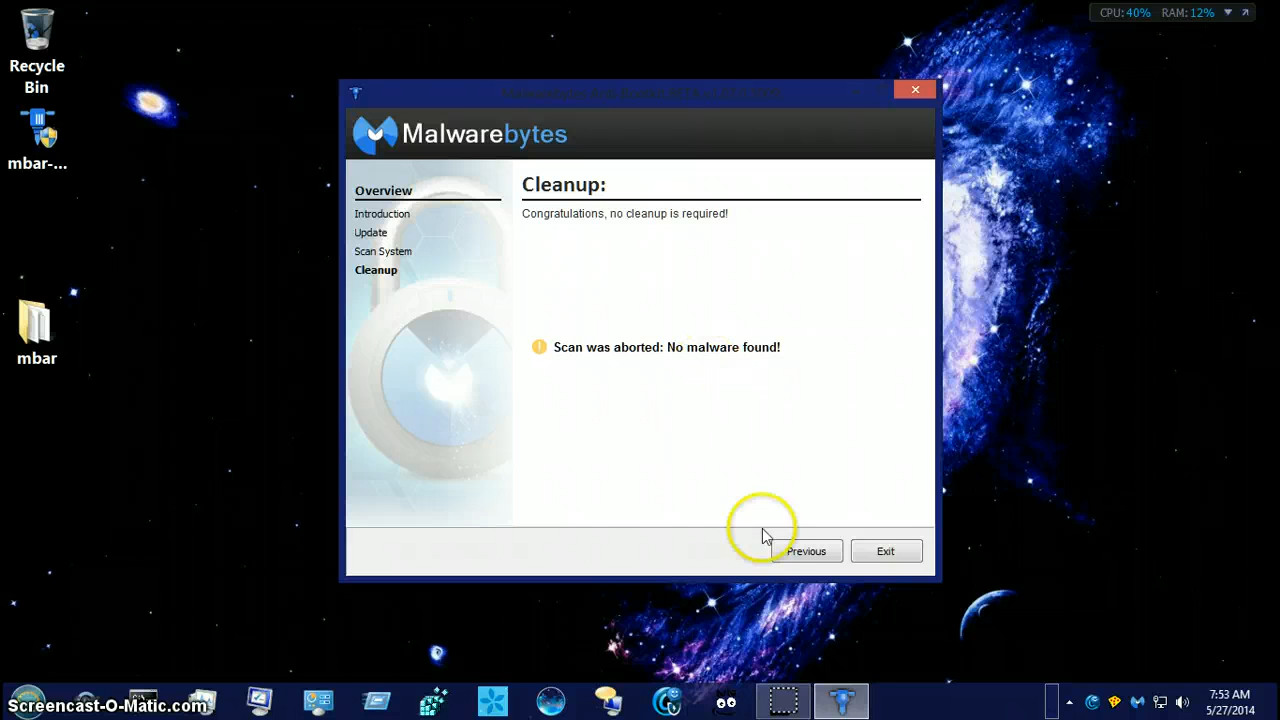 CPU: 40% RAM: 12%
Recycle
Bin
mbar-...
mbar
Malwarebytes
Overview
Introduction
Update
Scan System
Cleanup
Cleanup:
Congratulations, no cleanup is required!
Scan was aborted: No malware found!
Previous
Exit
Screencast-O-Matic.com
7:53 AM
5/27/2014